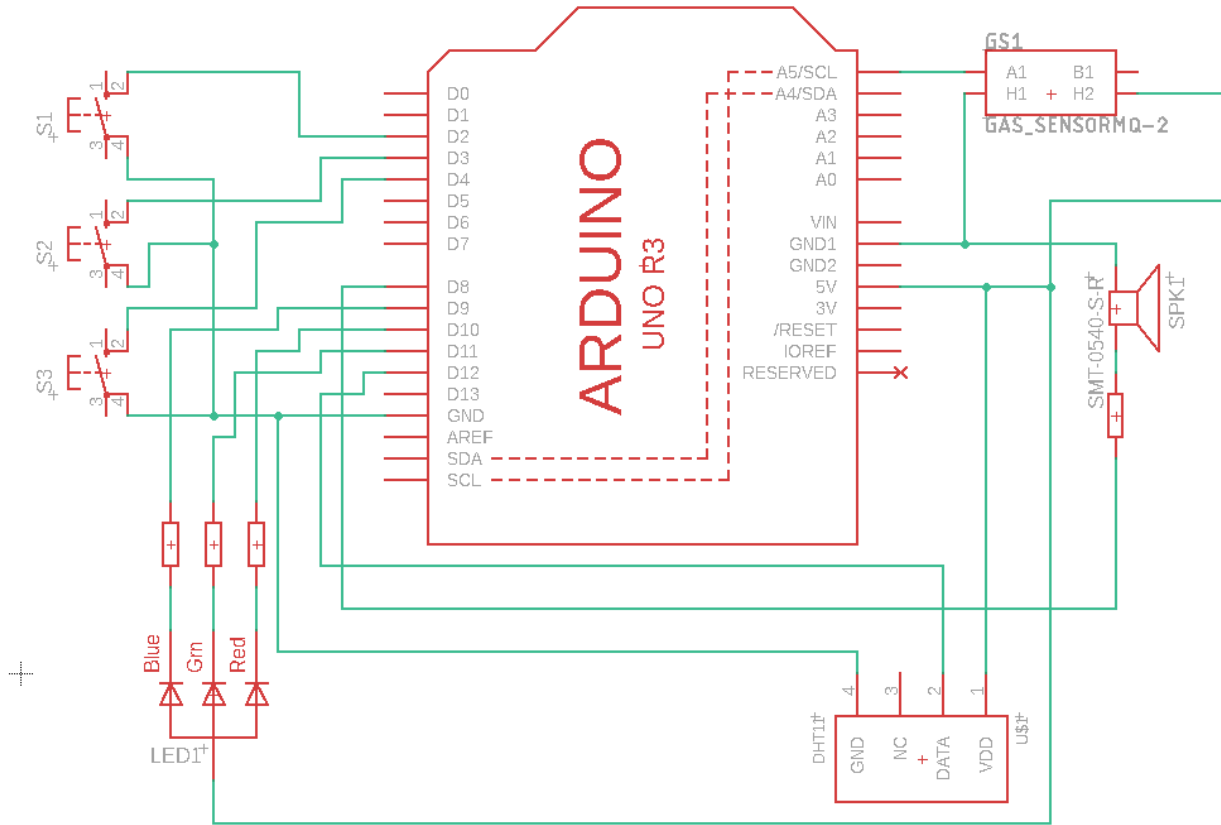 S1
1
2
3
4
S2
1
2
3
4
S3
1
2
3
4
ARDUINO
UNO R3
D0
D1
D2
D3
D4
D5
D6
D7
D8
D9
D10
D11
D12
D13
GND
AREF
SDA
SCL
A5/SCL
A4/SDA
A3
A2
A1
A0
VIN
GND1
GND2
5V
3V
/RESET
IOREF
RESERVED
GS1
A1 B1
H1 H2
GAS_SENSORMQ-2
SMT-0540-S-R
SPK1
Blue
Grn
Red
LED1
DHT11
4
3
2
1
GND
NC
DATA
VDD
U$1